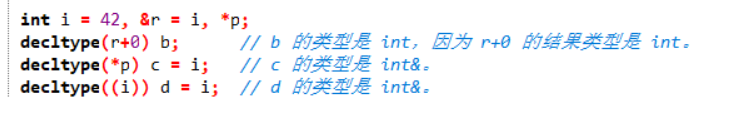 int i = 42, &r = i, *p;
decltype(r+0) b;       // b 的类型是 int，因为 r+0 的结果类型是 int。
decltype(*p) c = i;   // c 的类型是 int&。
decltype((i)) d = i;  // d 的类型是 int&。